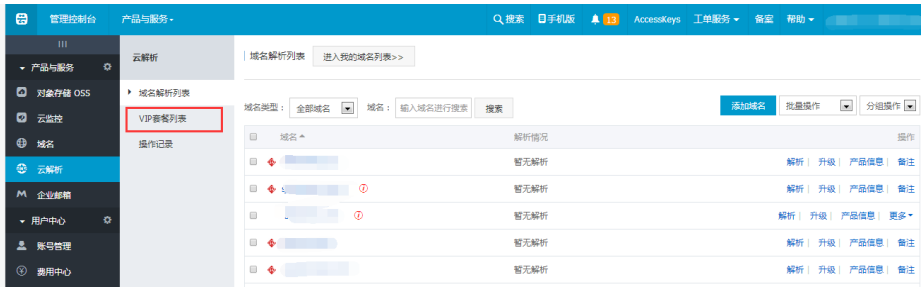 管理控制台 产品与服务 搜索 手机版 13 AccessKeys 工单服务 备案 帮助
产品与服务
对象存储 OSS
云监控
域名
云解析
企业邮箱
用户中心
账号管理
费用中心
云解析
域名解析列表
VIP套餐列表
操作记录
域名解析列表 进入我的域名列表>>
域名类型： 全部域名 域名： 输入域名进行搜索 搜索 添加域名 批量操作 分组操作
域名 解析情况 操作
暂无解析 解析 | 升级 | 产品信息 | 备注
暂无解析 解析 | 升级 | 产品信息 | 备注
暂无解析 解析 | 升级 | 产品信息 | 更多
暂无解析 解析 | 升级 | 产品信息 | 备注
暂无解析 解析 | 升级 | 产品信息 | 备注